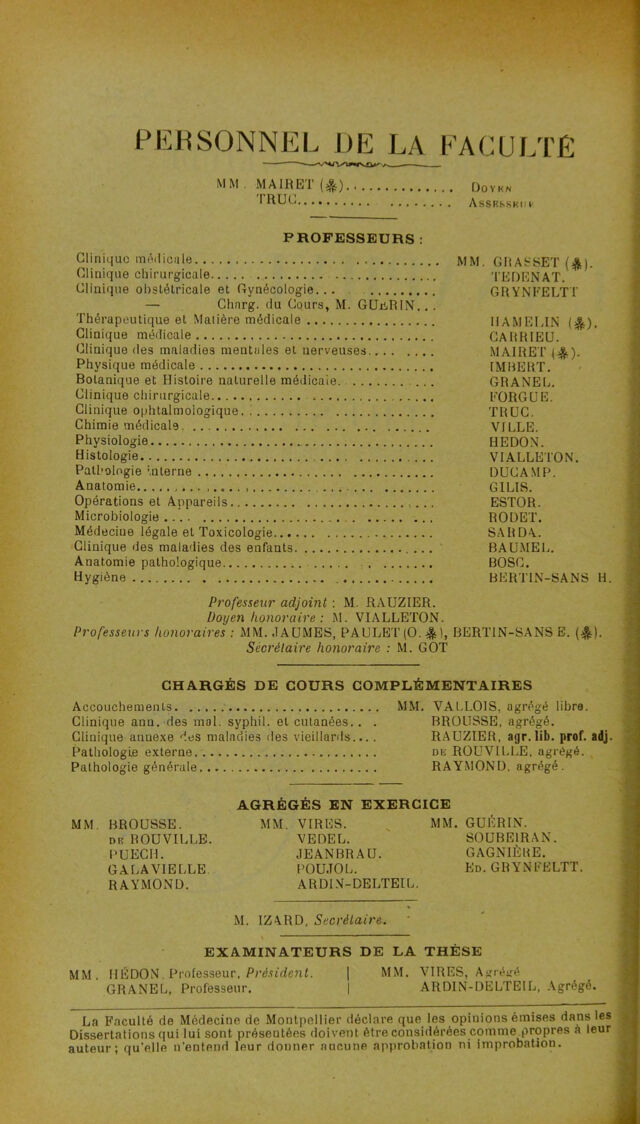 PERSONNEL DE LA FACULTÉ
MM. MAIRET (✠)............... DOYEN
TRUC................. ASSESSEUR
PROFESSEURS :
Clinique médicale........................... MM. GRASSET (✠).
Clinique chirurgicale........................... TEDENAT.
Clinique obstétricale et Gynécologie............... GRYNFELTT
— Charg. du Cours, M. GUÉRIN...
Thérapeutique et Matière médicale................ HAMELIN (✠).
Clinique médicale........................... CARRIEU.
Clinique des maladies mentales et nerveuses......... MAIRET (✠).
Physique médicale........................... IMBERT.
Botanique et Histoire naturelle médicale............ GRANEL.
Clinique chirurgicale........................... FORGUE.
Clinique ophtalmologique........................ TRUC.
Chimie médicale........................... VILLE.
Physiologie........................... HEDON.
Histologie........................... VIALLETON.
Pathologie interne........................... DUCAMP.
Anatomie........................... GILIS.
Opérations et Appareils........................ ESTOR.
Microbiologie........................... RODET.
Médecine légale et Toxicologie................... SARDA.
Clinique des maladies des enfants................. BAUMEL.
Anatomie pathologique........................ BOSC.
Hygiène........................... BERTIN-SANS H.
Professeur adjoint : M. RAUZIER.
Doyen honoraire : M. VIALLETON.
Professeurs honoraires : MM. JAUMES, PAULET (O. ✠), BERTIN-SANS E. (✠).
Secrétaire honoraire : M. GOT
CHARGÉS DE COURS COMPLÉMENTAIRES
Accouchements........................... MM. VALLOIS, agrégé libre.
Clinique ann. des mal. syphil. et cutanées... . BROUSSE, agrégé.
Clinique annexe des maladies des vieillards.... RAUZIER, agr. lib. prof. adj.
Pathologie externe........................... DE ROUVILLE, agrégé.
Pathologie générale........................... RAYMOND, agrégé.
AGRÉGÉS EN EXERCICE
MM. BROUSSE. MM. VIRES. MM. GUÉRIN.
DE ROUVILLE. VEDEL. SOUBEIRAN.
PUECH. JEANBRAU. GAGNIÈRE.
GALAVIELLE. POUJOL. ED. GRYNFELTT.
RAYMOND. ARDIN-DELTEIL.
M. IZARD, Secrétaire.
EXAMINATEURS DE LA THÈSE
MM. HÉDON, Professeur, Président. | MM. VIRES, Agrégé
GRANEL, Professeur. | ARDIN-DELTEIL, Agrégé.
La Faculté de Médecine de Montpellier déclare que les opinions émises dans les
Dissertations qui lui sont présentées doivent être considérées comme propres à leur
auteur ; qu'elle n'entend leur donner aucune approbation ni improbation.